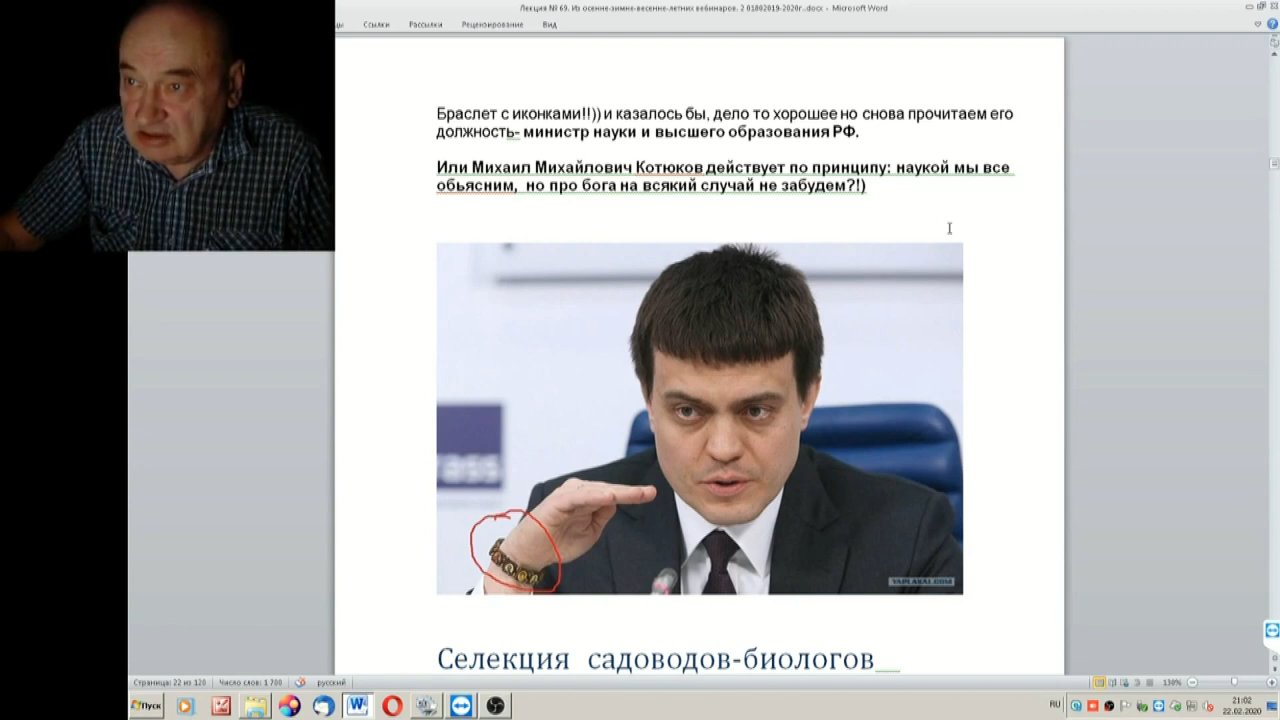 Лекция № 69. Из осенне-зимне-весенне-летних вебинаров. 2 01802019-2020г..docx - Microsoft Word
Ссылки Рассылки Рецензирование Вид
Браслет с иконками!!)) и казалось бы, дело то хорошее но снова прочитаем его
должность- министр науки и высшего образования РФ.
Или Михаил Михайлович Котюков действует по принципу: наукой мы все
обьясним, но про бога на всякий случай не забудем?!)
rass
YAPLAKAL.COM
Селекция садоводов-биологов
Страница: 22 из 120 Число слов: 1 700 русский 138%
Пуск RU 21:02
22.02.2020